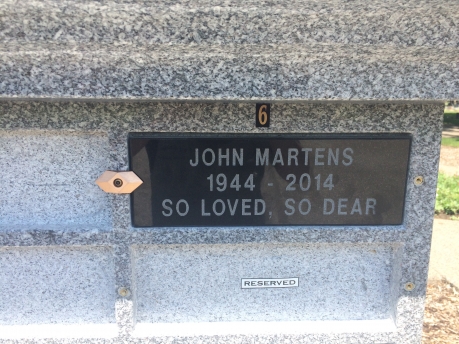 6
JOHN MARTENS
1944 - 2014
SO LOVED, SO DEAR
RESERVED